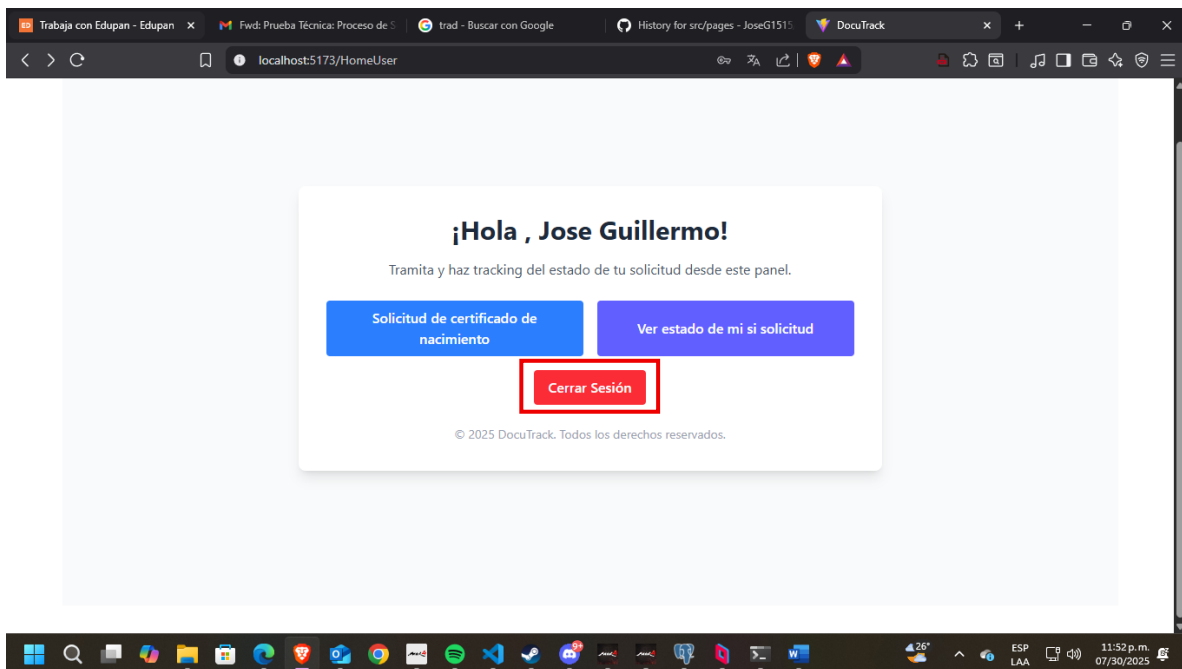 Trabaja con Edupan - Edupan
Fwd: Prueba Técnica: Proceso de S
trad - Buscar con Google
History for src/pages - JoseG1515
DocuTrack
localhost:5173/HomeUser
¡Hola , Jose Guillermo!
Tramita y haz tracking del estado de tu solicitud desde este panel.
Solicitud de certificado de
nacimiento
Ver estado de mi si solicitud
Cerrar Sesión
© 2025 DocuTrack. Todos los derechos reservados.
26°
ESP
LAA
11:52 p.m.
07/30/2025